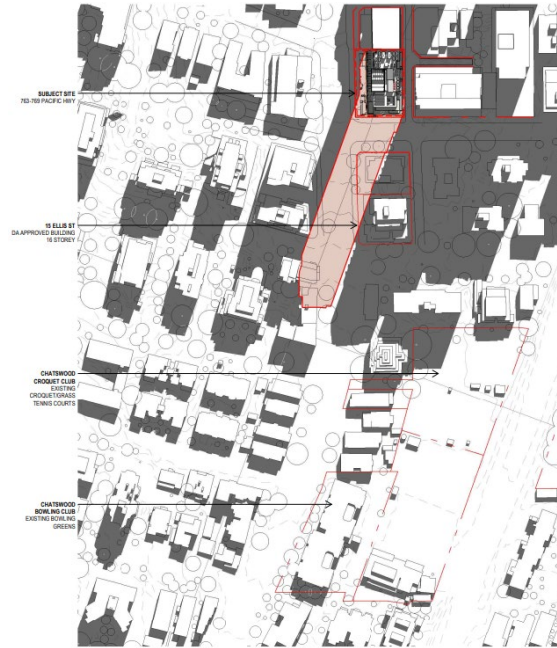 SUBJECT SITE
763-769 PACIFIC HWY
15 ELLIS ST
DA APPROVED BUILDING
16 STOREY
CHATSWOOD
CROQUET CLUB
EXISTING
CROQUET/GRASS
TENNIS COURTS
CHATSWOOD
BOWLING CLUB
EXISTING BOWLING
GREENS